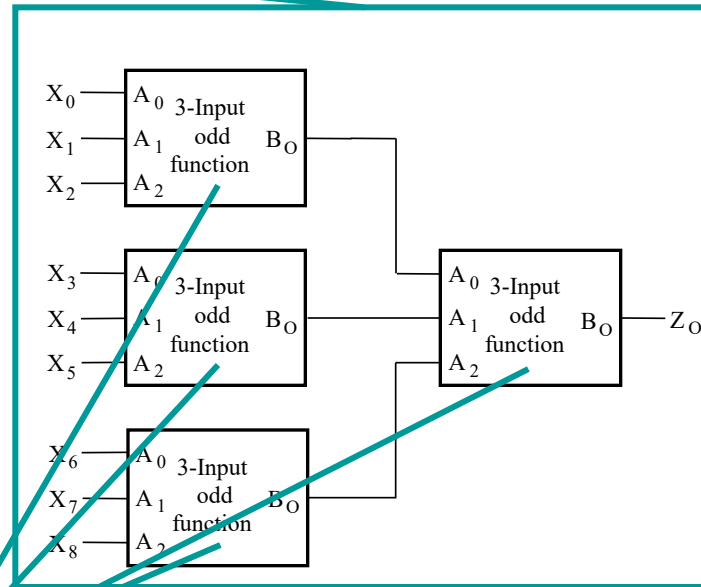 X0 A0 3-Input
X1 A1 odd BO
X2 A2 function
X3 A0 3-Input A0 3-Input
X4 A1 odd BO A1 odd BO ZO
X5 A2 function A2 function
X6 A0 3-Input
X7 A1 odd BO
X8 A2 function